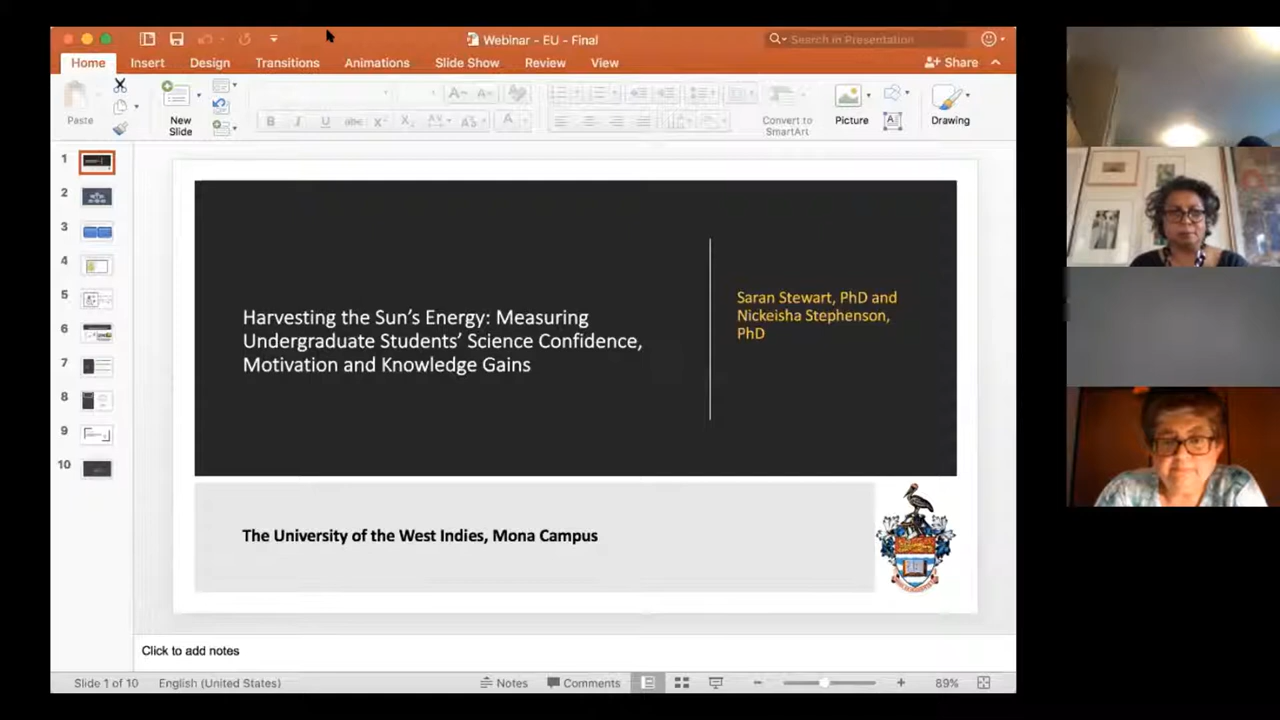 Webinar - EU - Final
Search in Presentation
Home Insert Design Transitions Animations Slide Show Review View
Share
Paste
New
Slide
Convert to
SmartArt
Picture
Drawing
1
2
3
4
5
6
7
8
9
10
Harvesting the Sun's Energy: Measuring
Undergraduate Students' Science Confidence,
Motivation and Knowledge Gains
Saran Stewart, PhD and
Nickeisha Stephenson,
PhD
The University of the West Indies, Mona Campus
Click to add notes
Slide 1 of 10 English (United States) Notes Comments 89%